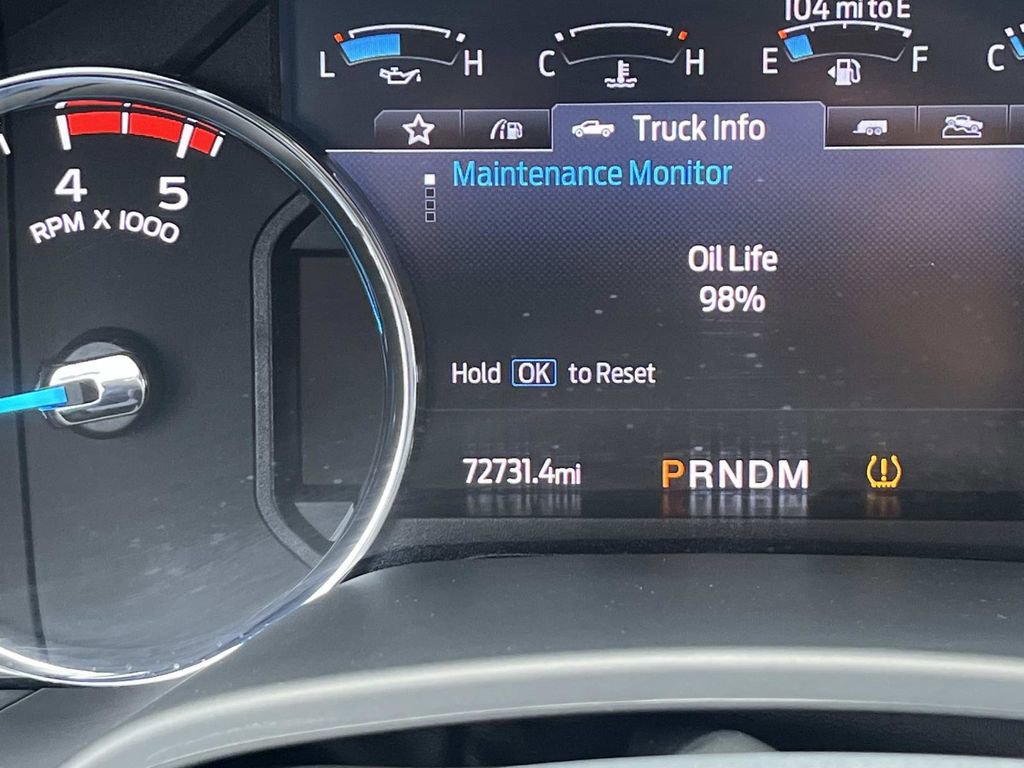 104 mi to E
L H C H E F C
Truck Info
Maintenance Monitor
4 5
RPM X 1000
Oil Life
98%
Hold OK to Reset
72731.4mi PRNDM